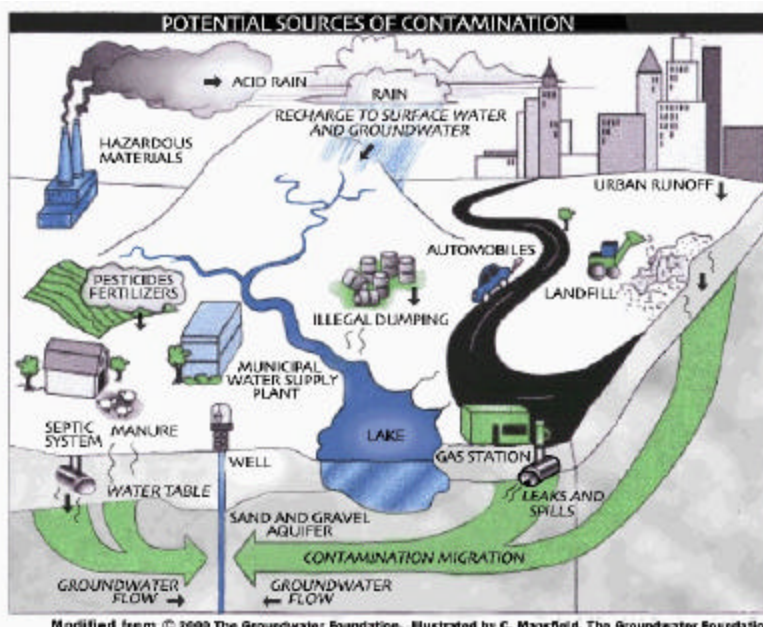 POTENTIAL SOURCES OF CONTAMINATION
ACID RAIN
RAIN
RECHARGE TO SURFACE WATER
AND GROUNDWATER
HAZARDOUS
MATERIALS
URBAN RUNOFF
AUTOMOBILES
PESTICIDES
FERTILIZERS
LANDFILL
ILLEGAL DUMPING
MUNICIPAL
WATER SUPPLY
PLANT
SEPTIC
SYSTEM
MANURE
LAKE
WELL
GAS STATION
WATER TABLE
LEAKS AND
SPILLS
SAND AND GRAVEL
AQUIFER
CONTAMINATION MIGRATION
GROUNDWATER
FLOW
GROUNDWATER
FLOW
Modified from © 2000 The Groundwater Foundation. Illustrated by C. Mansfield, The Groundwater Foundatio